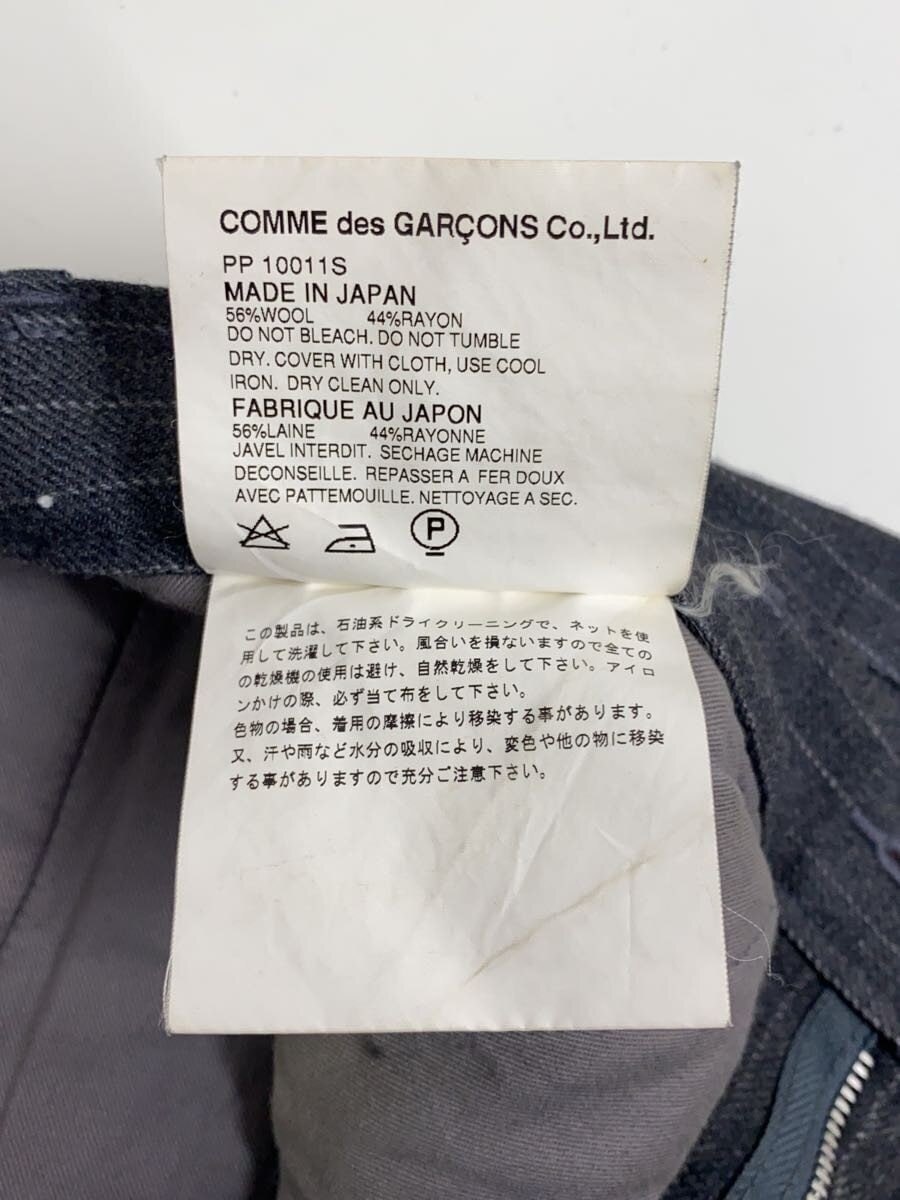 COMME des GARÇONS Co.,Ltd.
PP 10011S
MADE IN JAPAN
56%WOOL 44%RAYON
DO NOT BLEACH. DO NOT TUMBLE
DRY. COVER WITH CLOTH, USE COOL
IRON. DRY CLEAN ONLY.
FABRIQUE AU JAPON
56%LAINE 44%RAYONNE
JAVEL INTERDIT. SECHAGE MACHINE
DECONSEILLE. REPASSER A FER DOUX
AVEC PATTEMOUILLE. NETTOYAGE A SEC.
P
この製品は、石油系ドライクリーニングで、ネットを使
用して洗濯して下さい。風合いを損ないますので全ての
の乾燥機の使用は避け、自然乾燥をして下さい。アイロ
ンかけの際、必ず当て布をして下さい。
色物の場合、着用の摩擦により移染する事があります。
又、汗や雨など水分の吸収により、変色や他の物に移染
する事がありますので充分ご注意下さい。